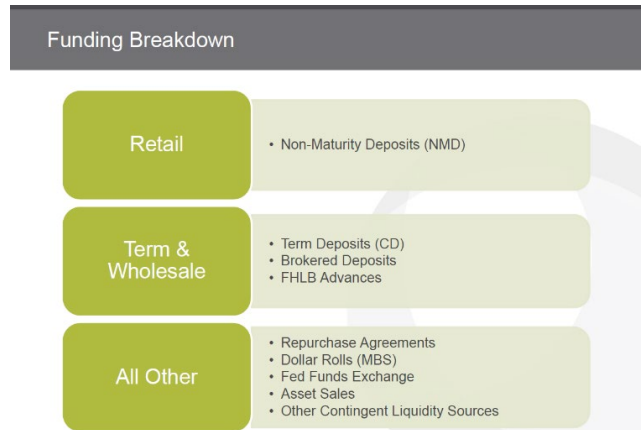 Funding Breakdown
Retail
• Non-Maturity Deposits (NMD)
Term &
Wholesale
• Term Deposits (CD)
• Brokered Deposits
• FHLB Advances
All Other
• Repurchase Agreements
• Dollar Rolls (MBS)
• Fed Funds Exchange
• Asset Sales
• Other Contingent Liquidity Sources